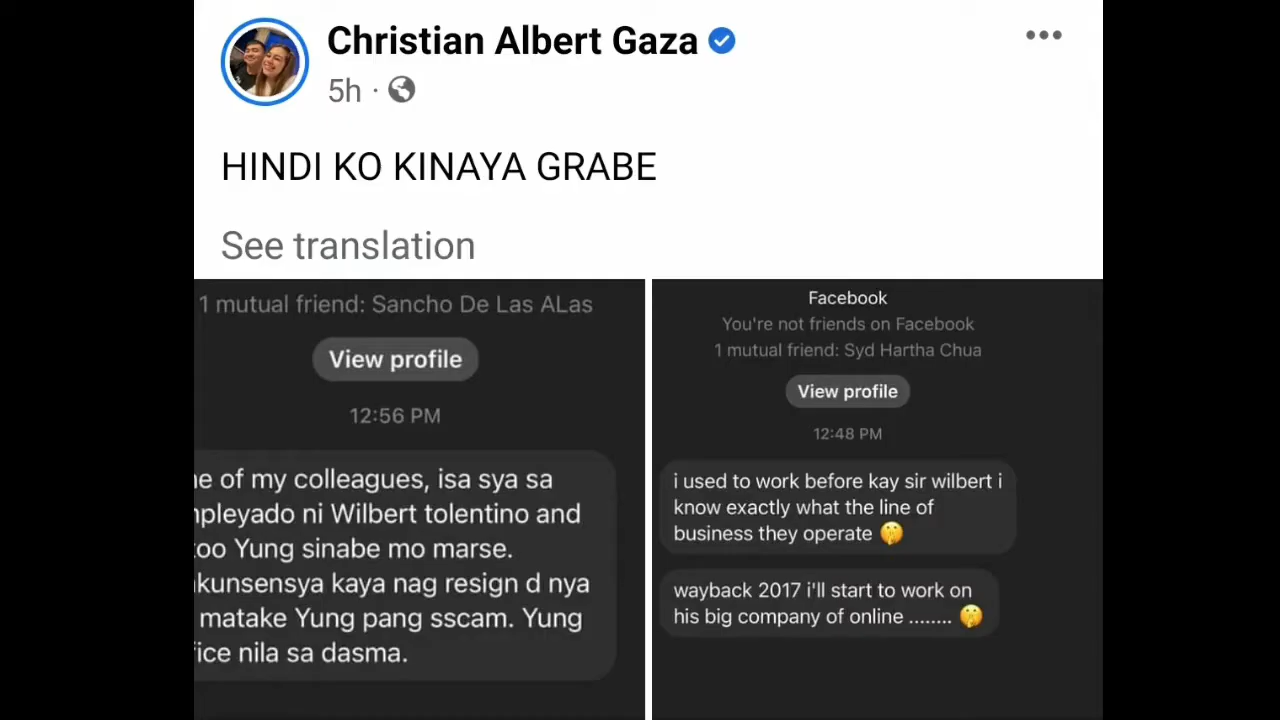 Christian Albert Gaza
5h ·
HINDI KO KINAYA GRABE
See translation
1 mutual friend: Sancho De Las ALas
View profile
12:56 PM
of my colleagues, isa sya sa
ni Wilbert tolentino and
Yung sinabe mo marse.
kaya nag resign d nya
matake Yung pang sscam. Yung
nila sa dasma.
Facebook
You're not friends on Facebook
1 mutual friend: Syd Hartha Chua
View profile
12:48 PM
i used to work before kay sir wilbert i
know exactly what the line of
business they operate 🤫
wayback 2017 i'll start to work on
his big company of online ........ 🤫